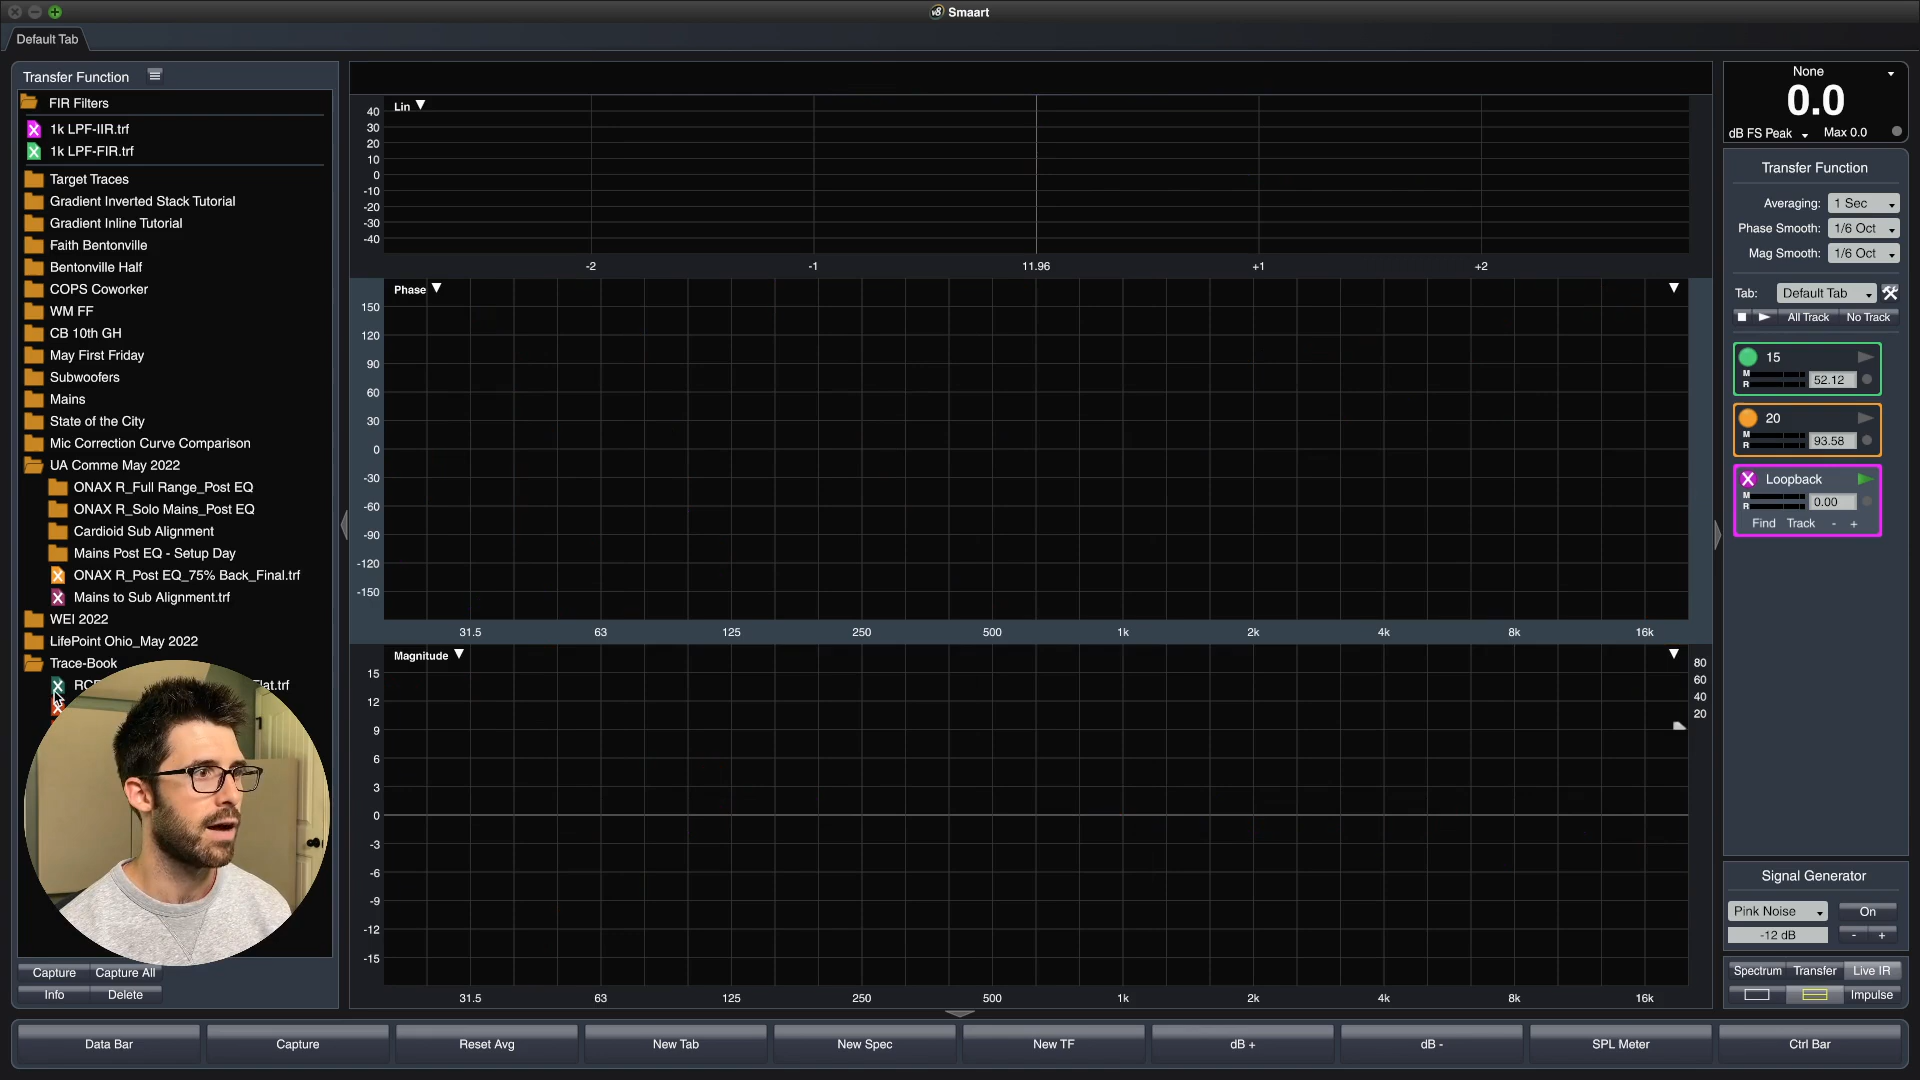 v8 Smaart
Default Tab
Transfer Function
FIR Filters
1k LPF-IIR.trf
1k LPF-FIR.trf
Target Traces
Gradient Inverted Stack Tutorial
Gradient Inline Tutorial
Faith Bentonville
Bentonville Half
COPS Coworker
WM FF
CB 10th GH
May First Friday
Subwoofers
Mains
State of the City
Mic Correction Curve Comparison
UA Comme May 2022
ONAX R_Full Range_Post EQ
ONAX R_Solo Mains_Post EQ
Cardioid Sub Alignment
Mains Post EQ - Setup Day
ONAX R_Post EQ_75% Back_Final.trf
Mains to Sub Alignment.trf
WEI 2022
LifePoint Ohio_May 2022
Trace-Book
Capture Capture All
Info Delete
Lin
40
30
20
10
0
-10
-20
-30
-40
-2 -1 11.96 +1 +2
Phase
150
120
90
60
30
0
-30
-60
-90
-120
-150
31.5 63 125 250 500 1k 2k 4k 8k 16k
Magnitude
15
12
9
6
3
0
-3
-6
-9
-12
-15
80
60
40
20
31.5 63 125 250 500 1k 2k 4k 8k 16k
None
0.0
dB FS Peak Max 0.0
Transfer Function
Averaging: 1 Sec
Phase Smooth: 1/6 Oct
Mag Smooth: 1/6 Oct
Tab: Default Tab
All Track No Track
15
M
R 52.12
20
M
R 93.58
Loopback
M
R 0.00
Find Track - +
Signal Generator
Pink Noise On
-12 dB - +
Spectrum Transfer Live IR
Impulse
Data Bar Capture Reset Avg New Tab New Spec New TF dB + dB - SPL Meter Ctrl Bar